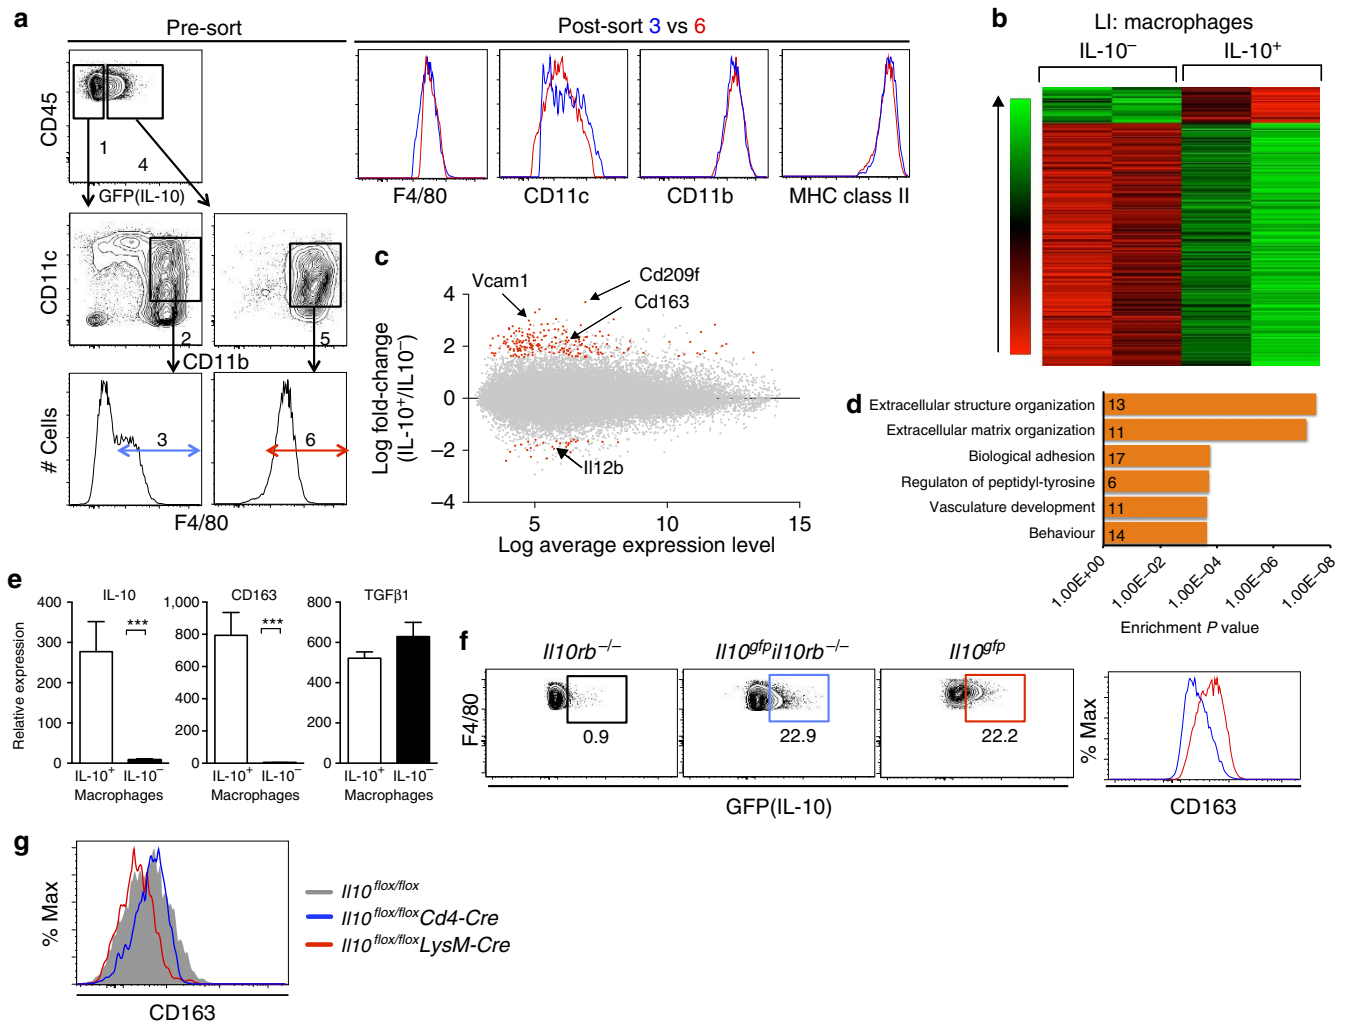 a
Pre-sort
Post-sort 3 vs 6
CD45
1
4
GFP(IL-10)
F4/80
CD11c
CD11b
MHC class II
CD11c
2
5
CD11b
# Cells
3
6
F4/80
b
LI: macrophages
IL-10–
IL-10+
c
Log fold-change
(IL-10+/IL10–)
4
2
0
–2
–4
Vcam1
Cd209f
Cd163
Il12b
5
10
15
Log average expression level
d
Extracellular structure organization
13
Extracellular matrix organization
11
Biological adhesion
17
Regulaton of peptidyl-tyrosine
6
Vasculature development
11
Behaviour
14
1.00E+00
1.00E–02
1.00E–04
1.00E–06
1.00E–08
Enrichment P value
e
Relative expression
IL-10
400
300
200
100
0
***
IL-10+ IL-10–
Macrophages
CD163
1,000
800
600
400
200
0
***
IL-10+ IL-10–
Macrophages
TGFβ1
800
600
400
200
0
IL-10+ IL-10–
Macrophages
f
Il10rb–/–
Il10gfpil10rb–/–
Il10gfp
F4/80
0.9
22.9
22.2
GFP(IL-10)
% Max
CD163
g
% Max
CD163
Il10flox/flox
Il10flox/floxCd4-Cre
Il10flox/floxLysM-Cre